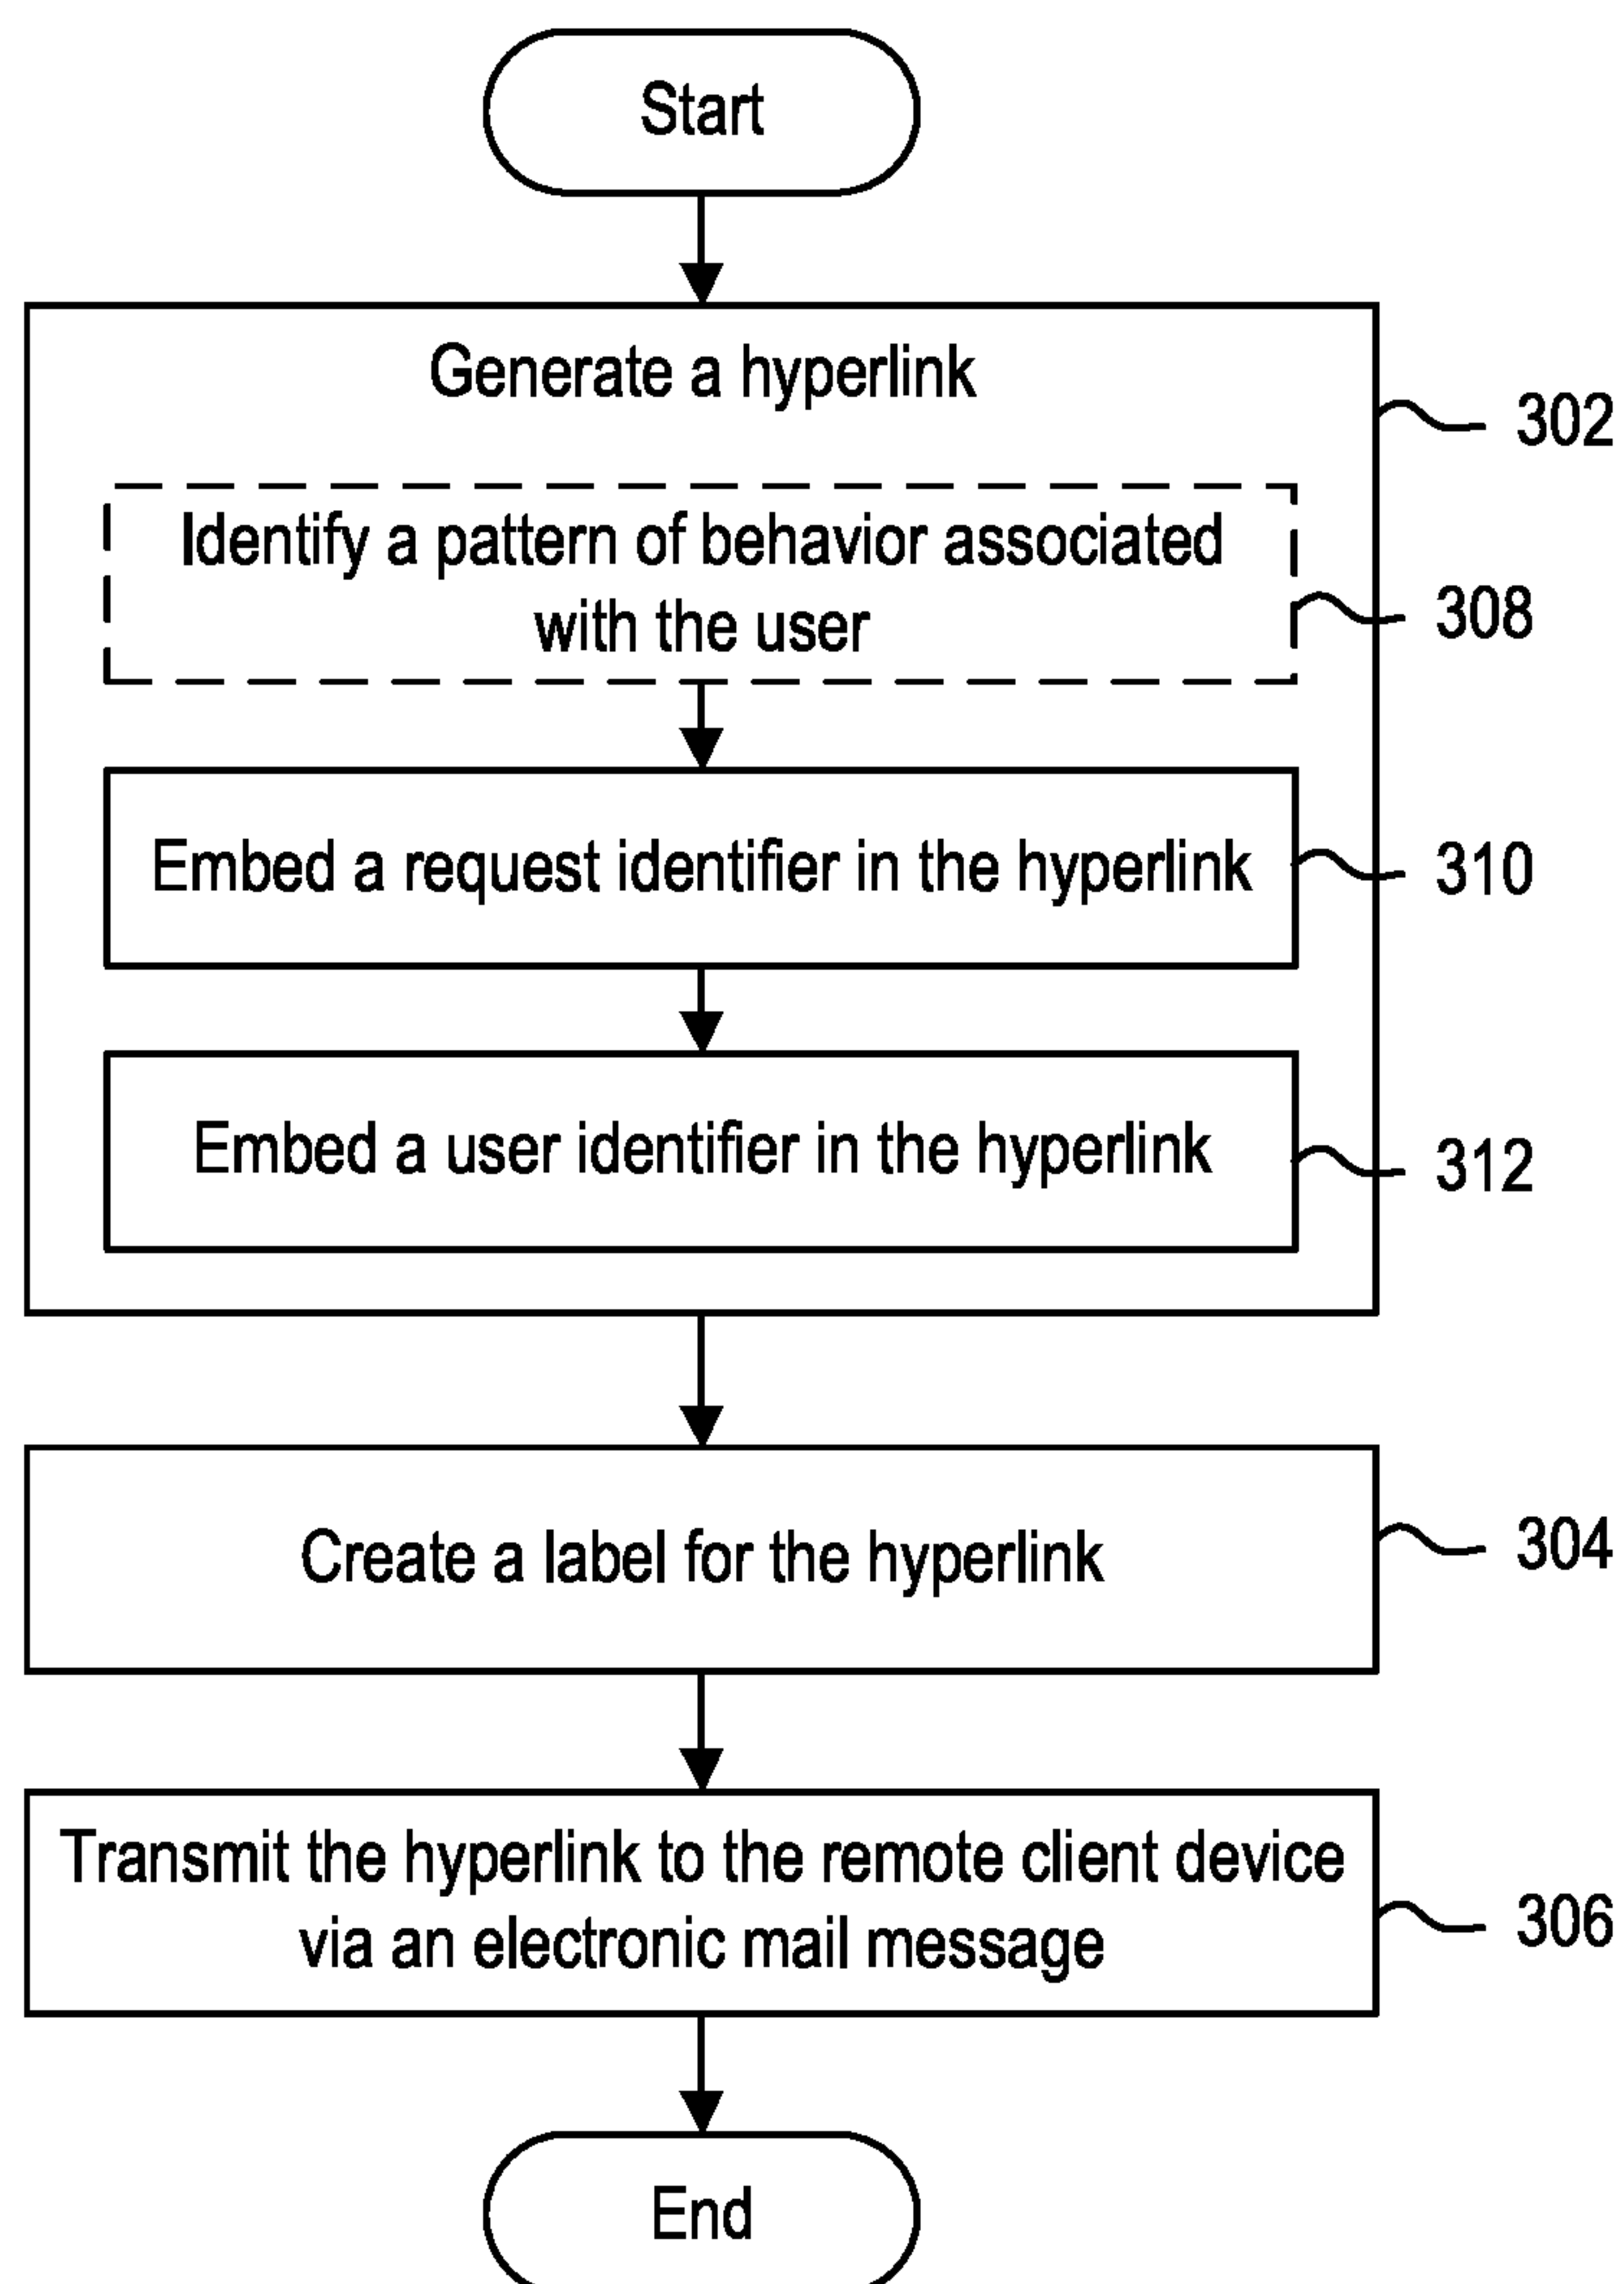 Start
Generate a hyperlink
302
Identify a pattern of behavior associated
with the user
308
Embed a request identifier in the hyperlink
310
Embed a user identifier in the hyperlink
312
Create a label for the hyperlink
304
Transmit the hyperlink to the remote client device
via an electronic mail message
306
End